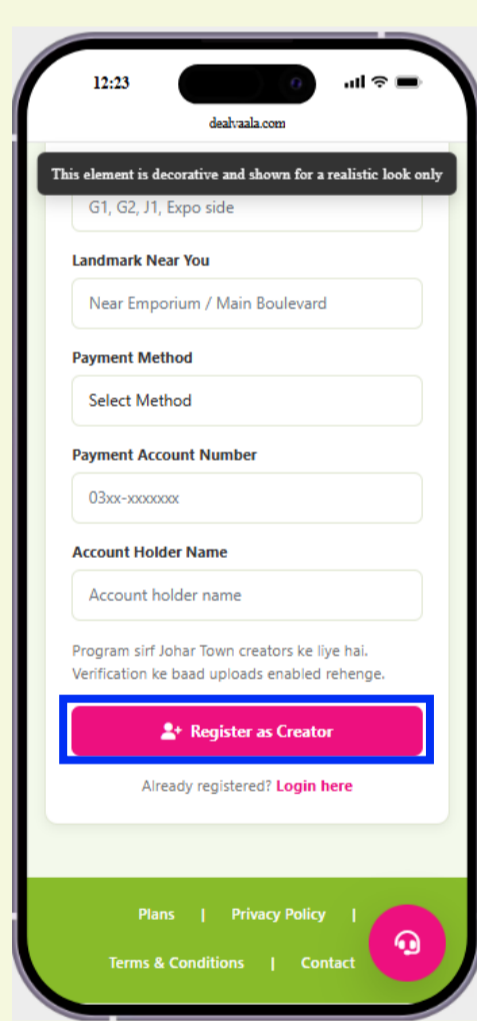 12:23
dealvaala.com
This element is decorative and shown for a realistic look only
G1, G2, J1, Expo side
Landmark Near You
Near Emporium / Main Boulevard
Payment Method
Select Method
Payment Account Number
03xx-xxxxxxx
Account Holder Name
Account holder name
Program sirf Johar Town creators ke liye hai.
Verification ke baad uploads enabled rehenge.
Register as Creator
Already registered? Login here
Plans | Privacy Policy |
Terms & Conditions | Contact